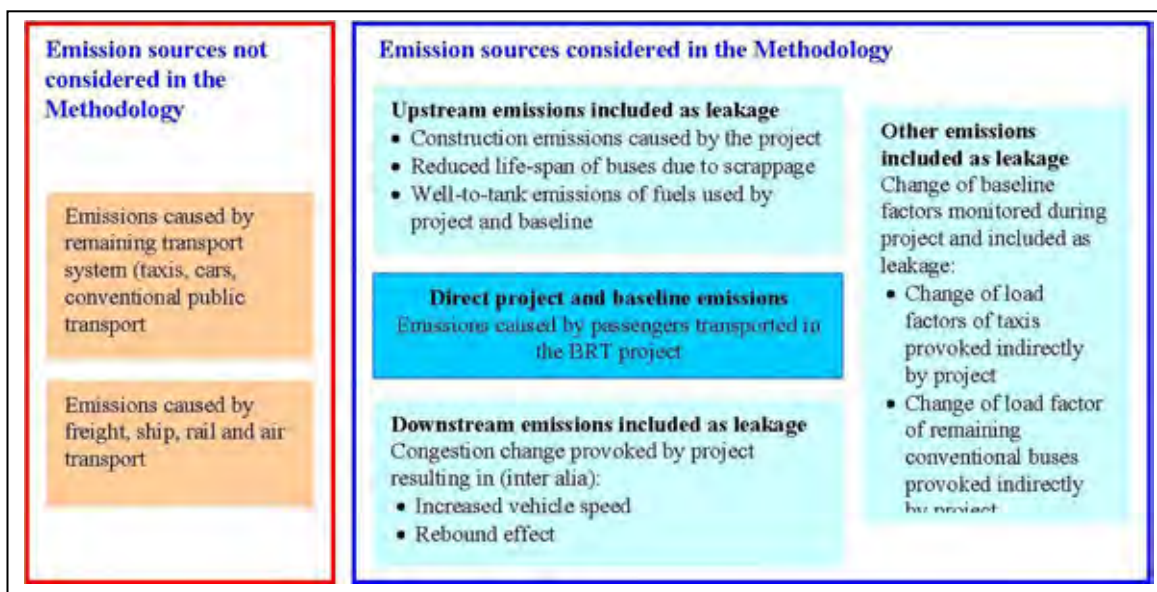 Emission sources not
considered in the
Methodology
Emissions caused by
remaining transport
system (taxis, cars,
conventional public
transport
Emissions caused by
freight, ship, rail and air
transport
Emission sources considered in the Methodology
Upstream emissions included as leakage
• Construction emissions caused by the project
• Reduced life-span of buses due to scrappage
• Well-to-tank emissions of fuels used by
project and baseline
Direct project and baseline emissions
Emissions caused by passengers transported in
the BRT project
Downstream emissions included as leakage
Congestion change provoked by project
resulting in (inter alia):
• Increased vehicle speed
• Rebound effect
Other emissions
included as leakage
Change of baseline
factors monitored during
project and included as
leakage:
• Change of load
factors of taxis
provoked indirectly
by project
• Change of load factor
of remaining
conventional buses
provoked indirectly
by project